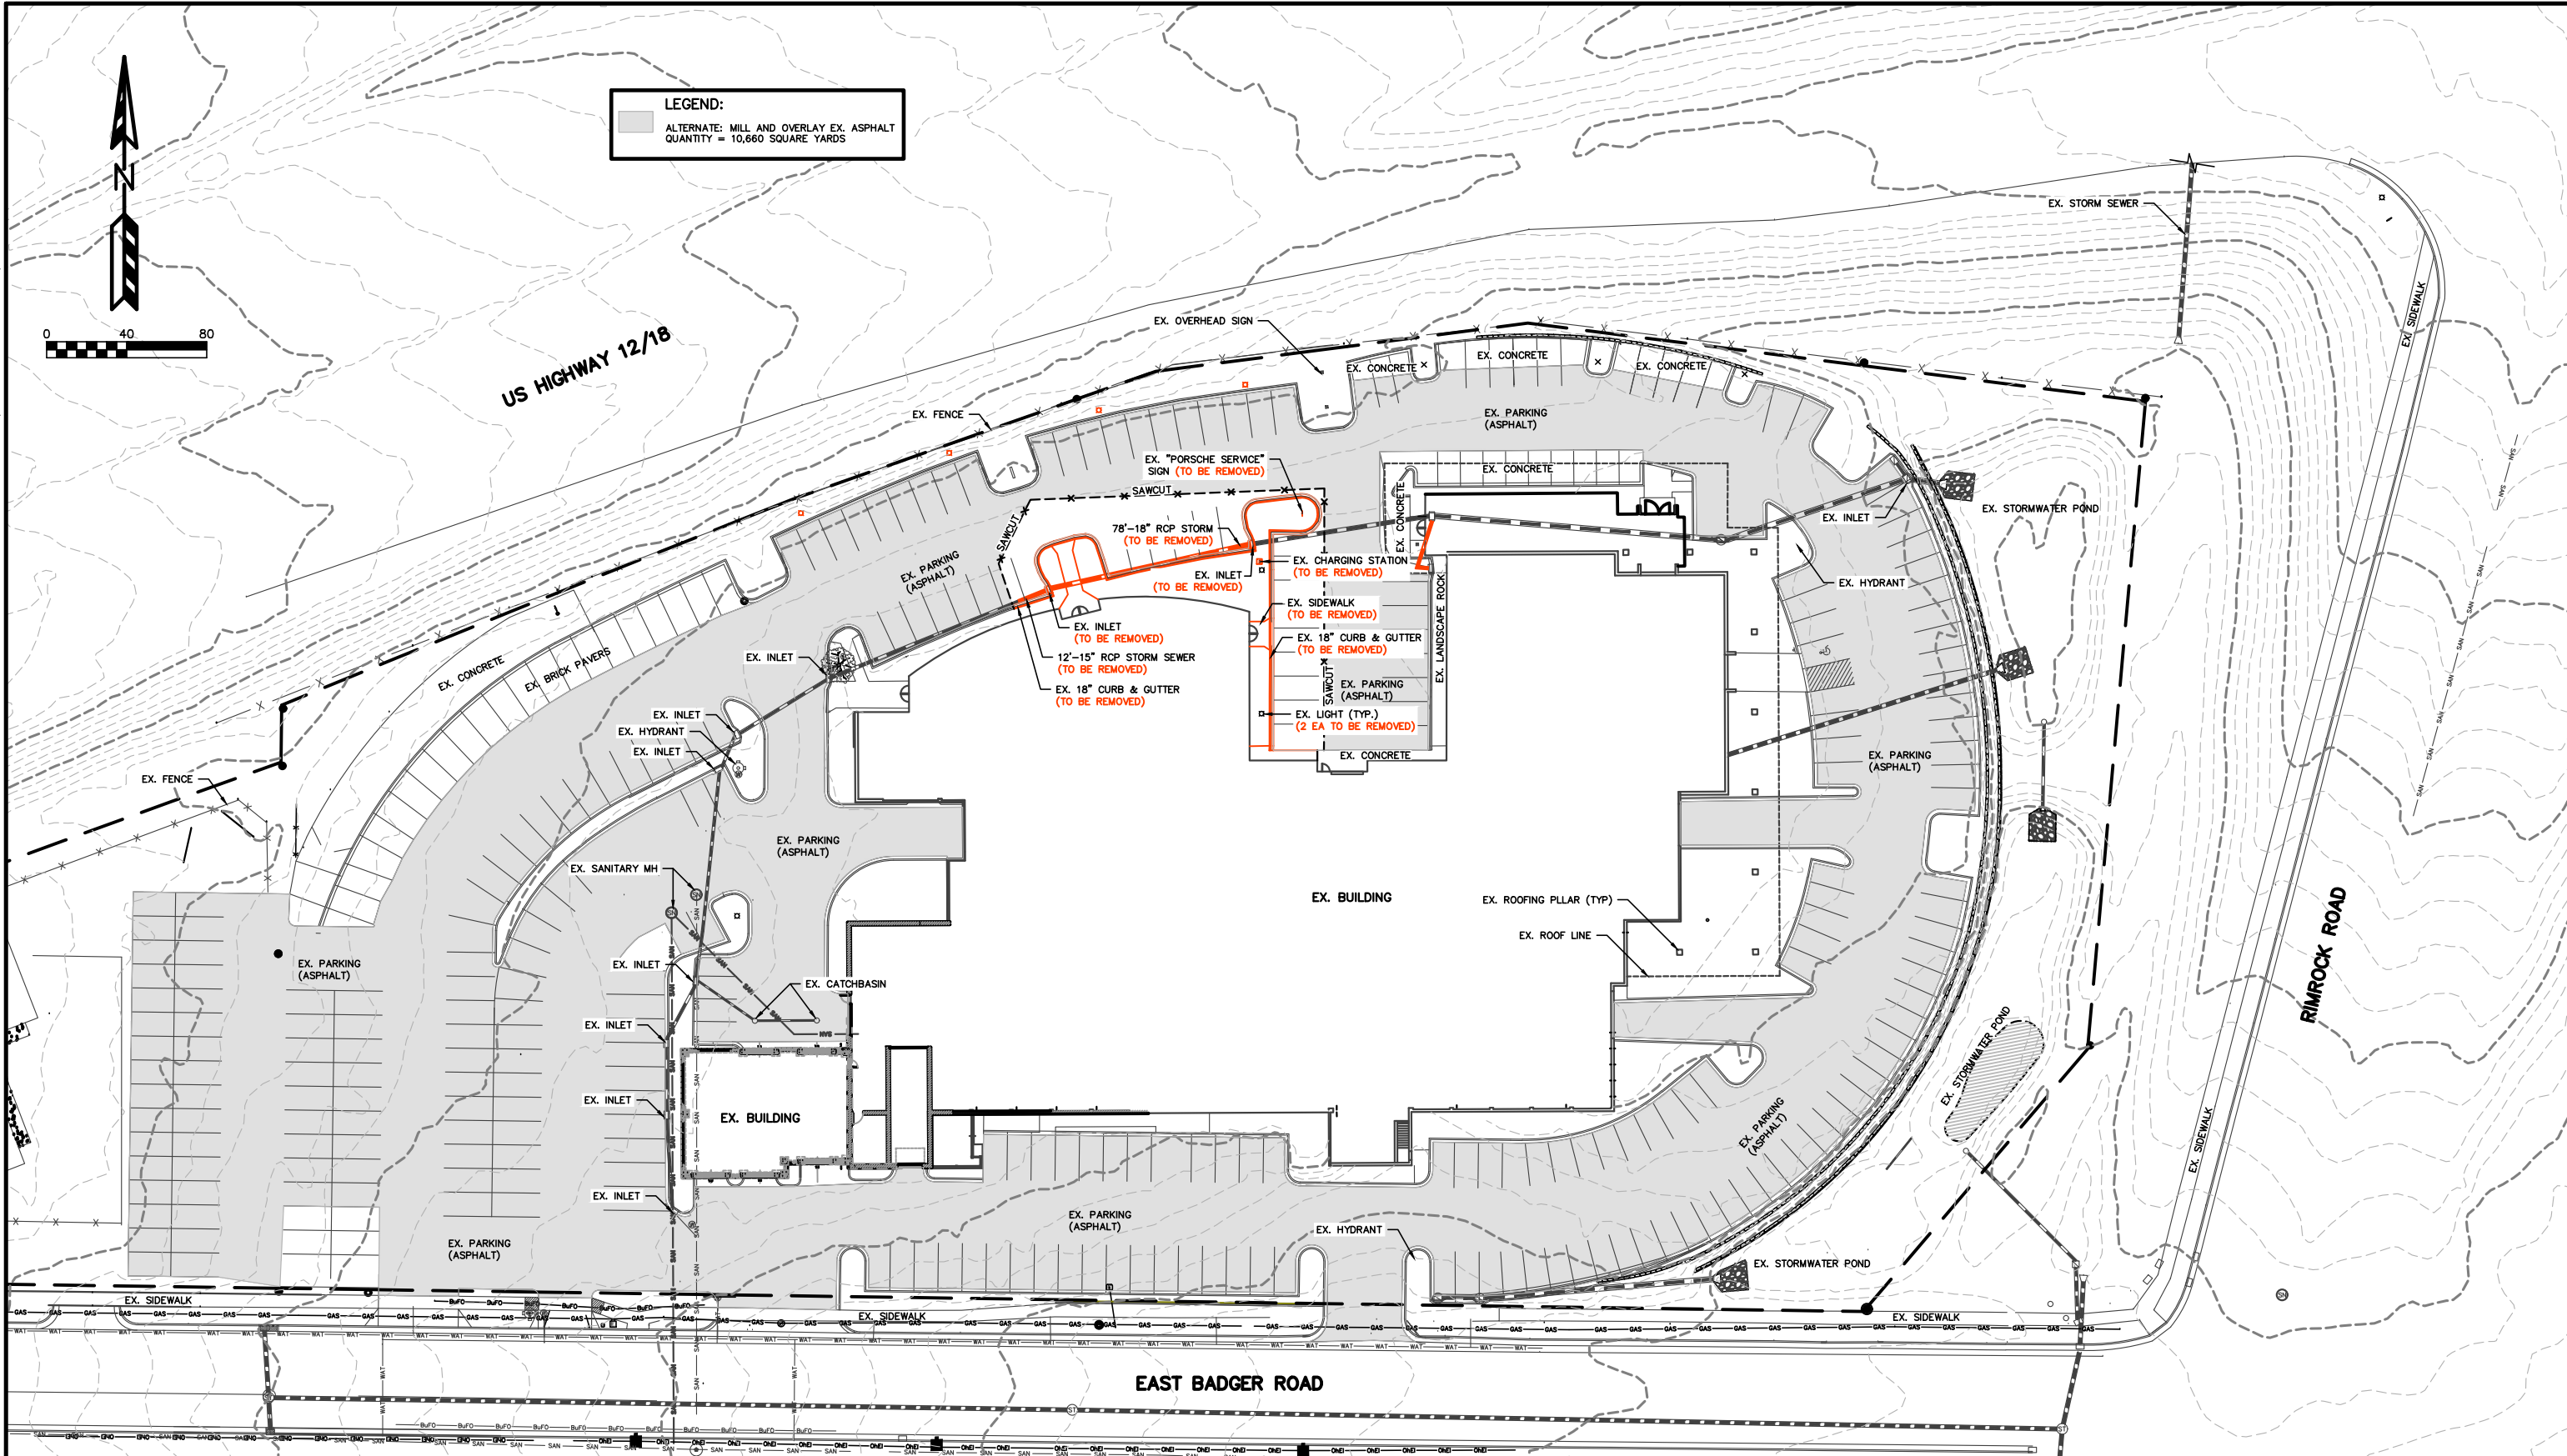 LEGEND:
ALTERNATE: MILL AND OVERLAY EX. ASPHALT
QUANTITY = 10,660 SQUARE YARDS
N
0 40 80
US HIGHWAY 12/18
EX. STORM SEWER
EX. SIDEWALK
EX. OVERHEAD SIGN
EX. CONCRETE
EX. CONCRETE
EX. CONCRETE
EX. FENCE
EX. PARKING
(ASPHALT)
EX. "PORSCHE SERVICE"
SIGN (TO BE REMOVED)
EX. CONCRETE
SAWCUT
SAWCUT
EX. CONCRETE
78'-18" RCP STORM
(TO BE REMOVED)
EX. INLET
EX. STORMWATER POND
EX. PARKING
(ASPHALT)
EX. CHARGING STATION
(TO BE REMOVED)
EX. INLET
(TO BE REMOVED)
EX. HYDRANT
EX. SIDEWALK
(TO BE REMOVED)
EX. LANDSCAPE ROCK
EX. INLET
(TO BE REMOVED)
EX. 18" CURB & GUTTER
(TO BE REMOVED)
12'-15" RCP STORM SEWER
(TO BE REMOVED)
EX. INLET
EX. CONCRETE
EX. BRICK PAVERS
SAWCUT
EX. PARKING
(ASPHALT)
EX. 18" CURB & GUTTER
(TO BE REMOVED)
EX. LIGHT (TYP.)
(2 EA TO BE REMOVED)
EX. INLET
EX. HYDRANT
EX. INLET
EX. CONCRETE
EX. PARKING
(ASPHALT)
EX. FENCE
EX. PARKING
(ASPHALT)
EX. SANITARY MH
EX. BUILDING
EX. ROOFING PLLAR (TYP)
EX. ROOF LINE
RIMROCK ROAD
EX. PARKING
(ASPHALT)
EX. INLET
EX. CATCHBASIN
EX. INLET
EX. STORMWATER POND
EX. INLET
EX. BUILDING
EX. PARKING
(ASPHALT)
EX. SIDEWALK
EX. INLET
EX. PARKING
(ASPHALT)
EX. HYDRANT
EX. PARKING
(ASPHALT)
EX. STORMWATER POND
EX. SIDEWALK
EX. SIDEWALK
EX. SIDEWALK
EAST BADGER ROAD